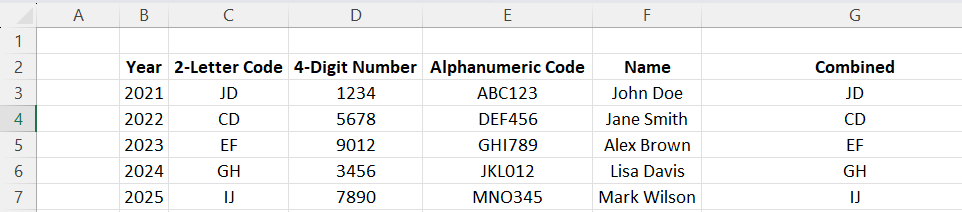 A B C D E F G
1
2 Year 2-Letter Code 4-Digit Number Alphanumeric Code Name Combined
3 2021 JD 1234 ABC123 John Doe JD
4 2022 CD 5678 DEF456 Jane Smith CD
5 2023 EF 9012 GHI789 Alex Brown EF
6 2024 GH 3456 JKL012 Lisa Davis GH
7 2025 IJ 7890 MNO345 Mark Wilson IJ